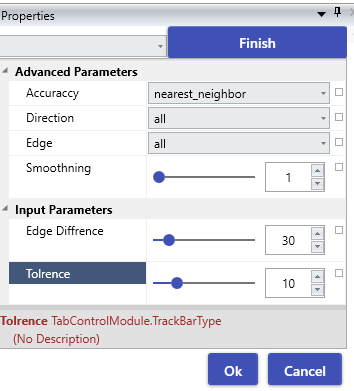 Properties
Finish
Advanced Parameters
Accuraccy nearest_neighbor
Direction all
Edge all
Smoothning 1
Input Parameters
Edge Diffrence 30
Tolrence 10
Tolrence TabControlModule.TrackBarType
(No Description)
Ok Cancel